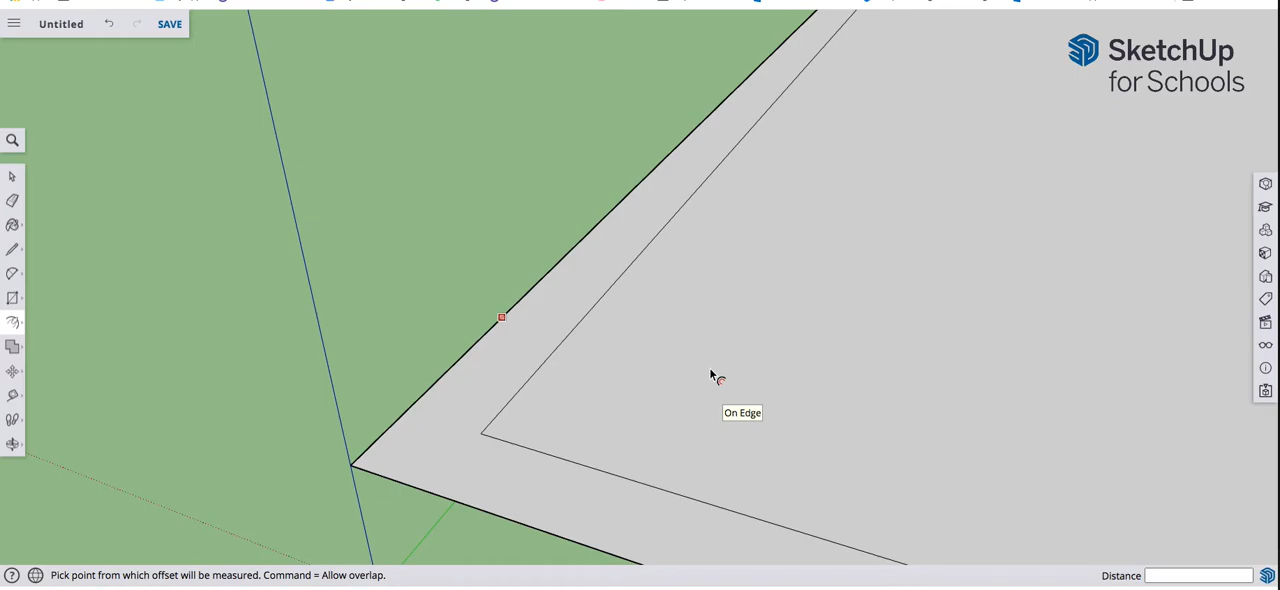 Untitled
SAVE
SketchUp
for Schools
On Edge
Pick point from which offset will be measured. Command = Allow overlap.
Distance